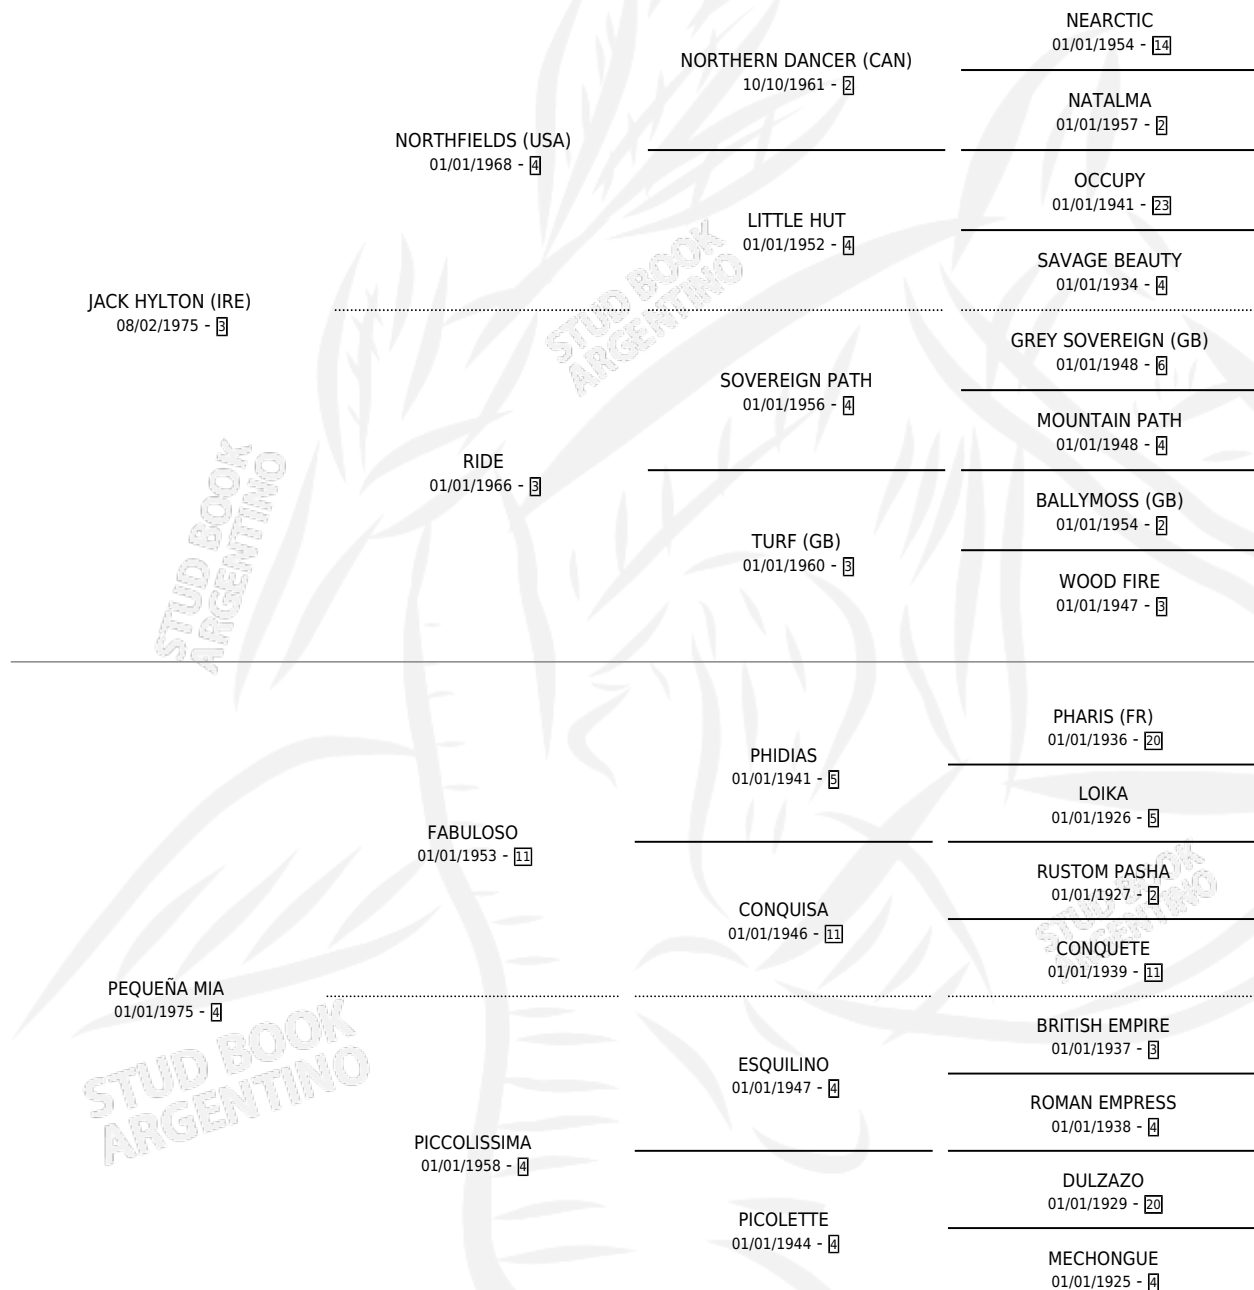 NEARCTIC
01/01/1954 - 14
NORTHERN DANCER (CAN)
10/10/1961 - 2
NATALMA
01/01/1957 - 2
NORTHFIELDS (USA)
01/01/1968 - 4
OCCUPY
01/01/1941 - 23
LITTLE HUT
01/01/1952 - 4
SAVAGE BEAUTY
01/01/1934 - 4
JACK HYLTON (IRE)
08/02/1975 - 3
GREY SOVEREIGN (GB)
01/01/1948 - 6
SOVEREIGN PATH
01/01/1956 - 4
MOUNTAIN PATH
01/01/1948 - 4
RIDE
01/01/1966 - 3
BALLYMOSS (GB)
01/01/1954 - 2
TURF (GB)
01/01/1960 - 3
WOOD FIRE
01/01/1947 - 3
PHARIS (FR)
01/01/1936 - 20
PHIDIAS
01/01/1941 - 5
LOIKA
01/01/1926 - 5
FABULOSO
01/01/1953 - 11
RUSTOM PASHA
01/01/1927 - 2
CONQUISA
01/01/1946 - 11
CONQUETE
01/01/1939 - 11
PEQUEÑA MIA
01/01/1975 - 4
BRITISH EMPIRE
01/01/1937 - 3
ESQUILINO
01/01/1947 - 4
ROMAN EMPRESS
01/01/1938 - 4
PICCOLISSIMA
01/01/1958 - 4
DULZAZO
01/01/1929 - 20
PICOLETTE
01/01/1944 - 4
MECHONGUE
01/01/1925 - 4
STUD BOOK
ARGENTINO
STUD BOOK
ARGENTINO
STUD BOOK
ARGENTINO
STUD BOOK
ARGENTINO